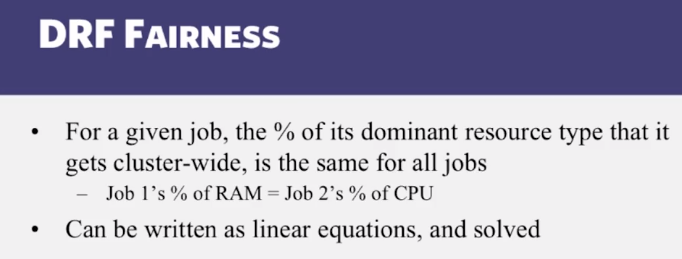 DRF FAIRNESS
• For a given job, the % of its dominant resource type that it
gets cluster-wide, is the same for all jobs
– Job 1's % of RAM = Job 2's % of CPU
• Can be written as linear equations, and solved